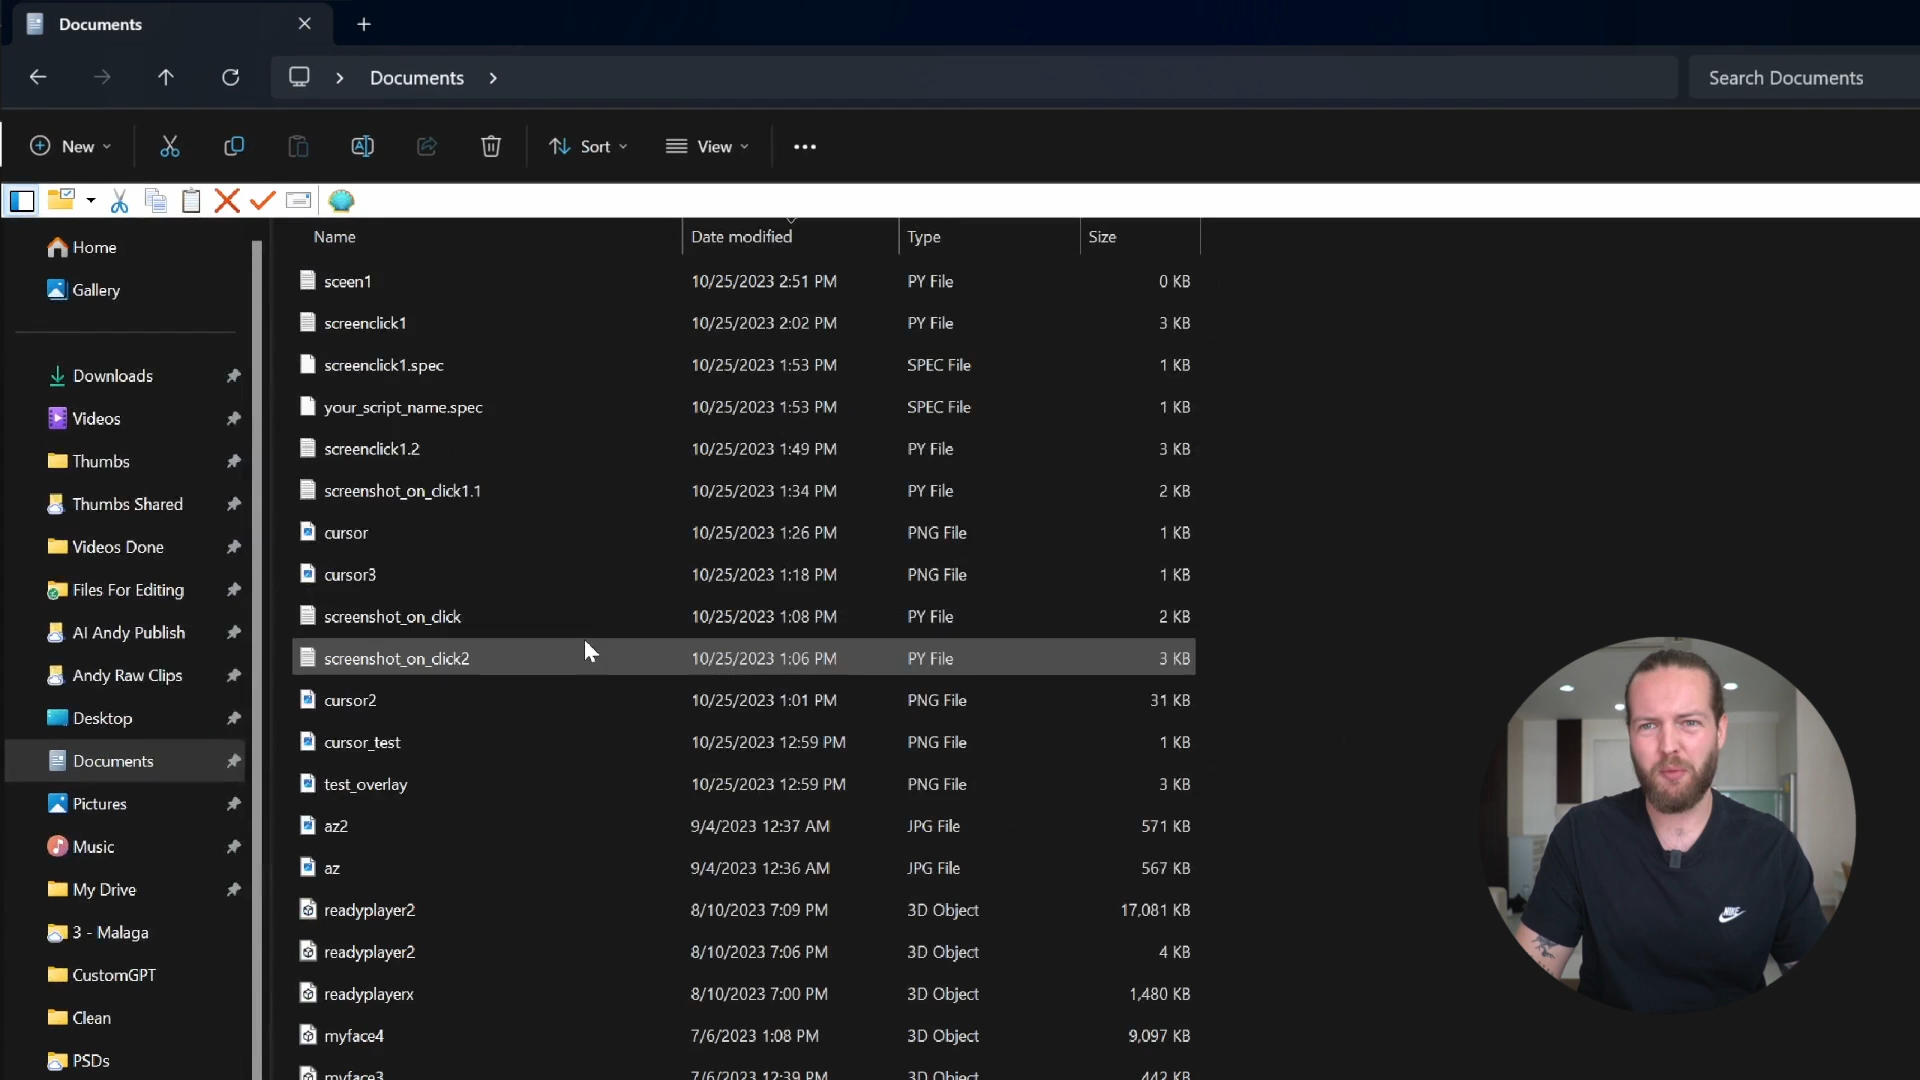 Documents
Documents
Search Documents
New
Sort
View
Home
Gallery
Downloads
Videos
Thumbs
Thumbs Shared
Videos Done
Files For Editing
AI Andy Publish
Andy Raw Clips
Desktop
Documents
Pictures
Music
My Drive
3 - Malaga
CustomGPT
Clean
PSDs
Name Date modified Type Size
sceen1 10/25/2023 2:51 PM PY File 0 KB
screenclick1 10/25/2023 2:02 PM PY File 3 KB
screenclick1.spec 10/25/2023 1:53 PM SPEC File 1 KB
your_script_name.spec 10/25/2023 1:53 PM SPEC File 1 KB
screenclick1.2 10/25/2023 1:49 PM PY File 3 KB
screenshot_on_click1.1 10/25/2023 1:34 PM PY File 2 KB
cursor 10/25/2023 1:26 PM PNG File 1 KB
cursor3 10/25/2023 1:18 PM PNG File 1 KB
screenshot_on_click 10/25/2023 1:08 PM PY File 2 KB
screenshot_on_click2 10/25/2023 1:06 PM PY File 3 KB
cursor2 10/25/2023 1:01 PM PNG File 31 KB
cursor_test 10/25/2023 12:59 PM PNG File 1 KB
test_overlay 10/25/2023 12:59 PM PNG File 3 KB
az2 9/4/2023 12:37 AM JPG File 571 KB
az 9/4/2023 12:36 AM JPG File 567 KB
readyplayer2 8/10/2023 7:09 PM 3D Object 17,081 KB
readyplayer2 8/10/2023 7:06 PM 3D Object 4 KB
readyplayerx 8/10/2023 7:00 PM 3D Object 1,480 KB
myface4 7/6/2023 1:08 PM 3D Object 9,097 KB
myface3 7/6/2023 12:39 PM 3D Object 442 KB
NIKE